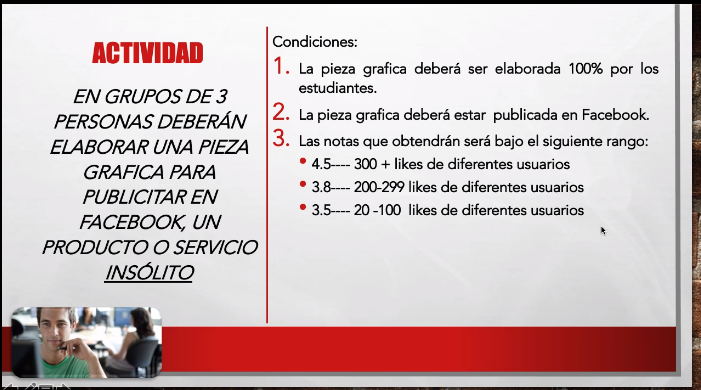 ACTIVIDAD
EN GRUPOS DE 3
PERSONAS DEBERÁN
ELABORAR UNA PIEZA
GRAFICA PARA
PUBLICITAR EN
FACEBOOK, UN
PRODUCTO O SERVICIO
INSÓLITO
Condiciones:
1. La pieza grafica deberá ser elaborada 100% por los
estudiantes.
2. La pieza grafica deberá estar publicada en Facebook.
3. Las notas que obtendrán será bajo el siguiente rango:
• 4.5---- 300 + likes de diferentes usuarios
• 3.8---- 200-299 likes de diferentes usuarios
• 3.5---- 20 -100 likes de diferentes usuarios